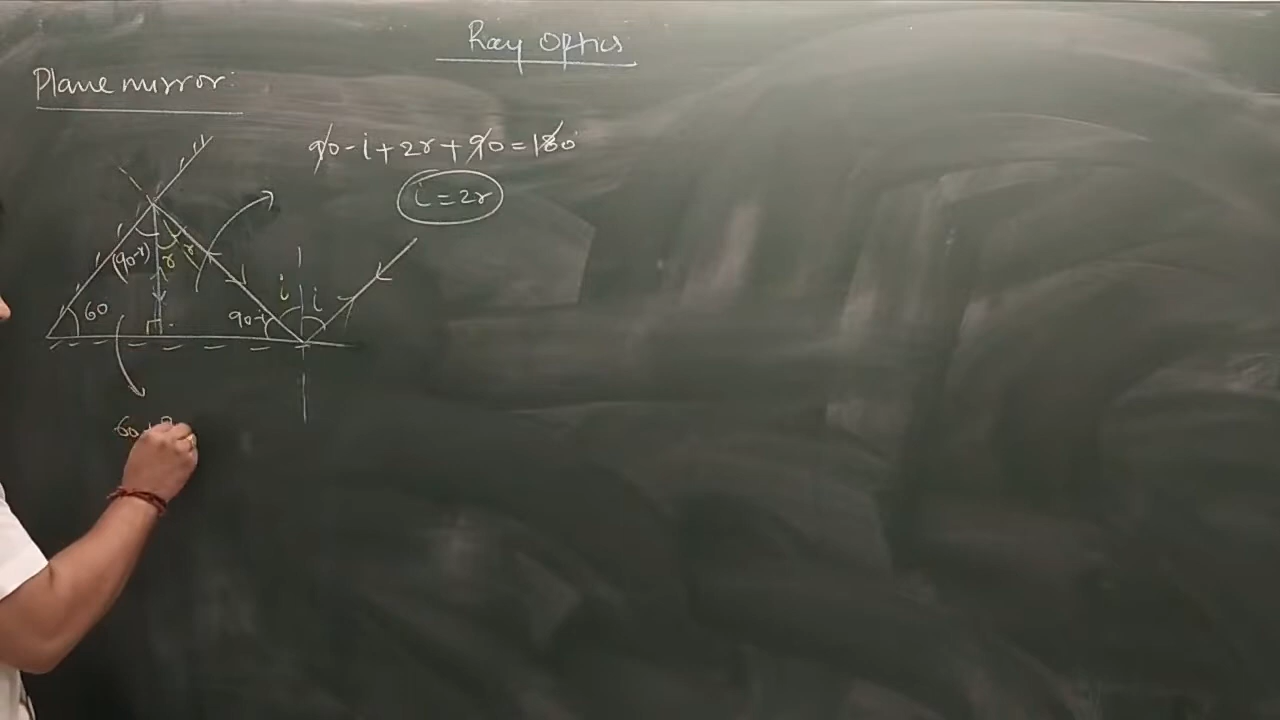 Ray Optics
Plane mirror:
90-i+2r+90=180
i=2r
(90-r)
r
r
60
90-i
i
i
60+